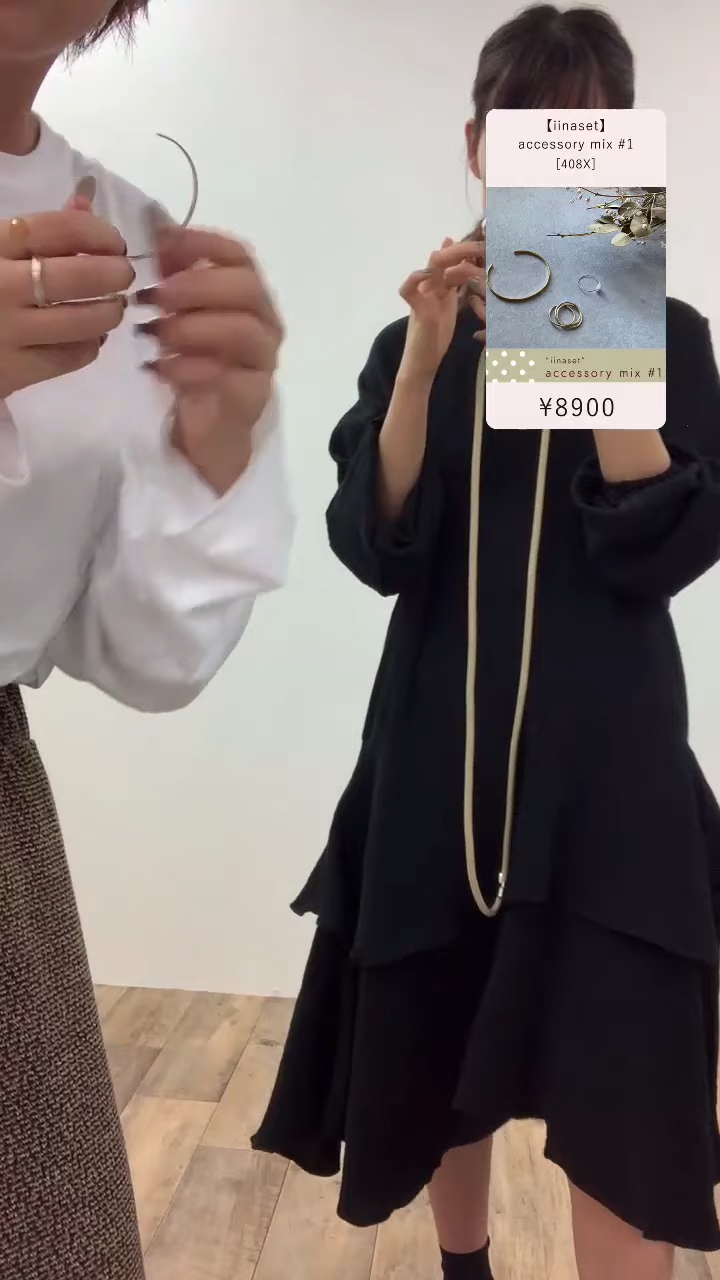 【iinaset】
accessory mix #1
[408X]
"iinaset"
accessory mix #1
¥8900